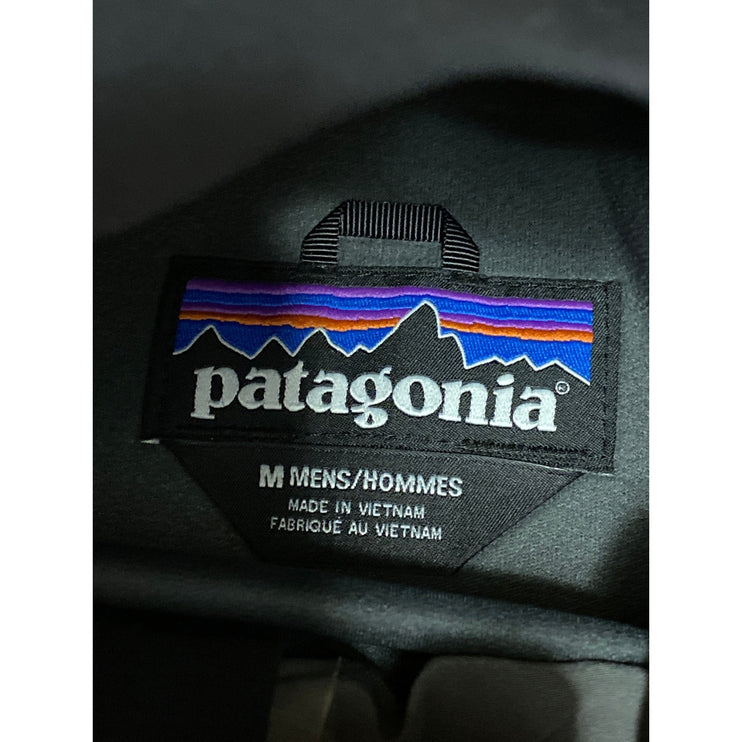 patagonia®
M MENS/HOMMES
MADE IN VIETNAM
FABRIQUÉ AU VIETNAM